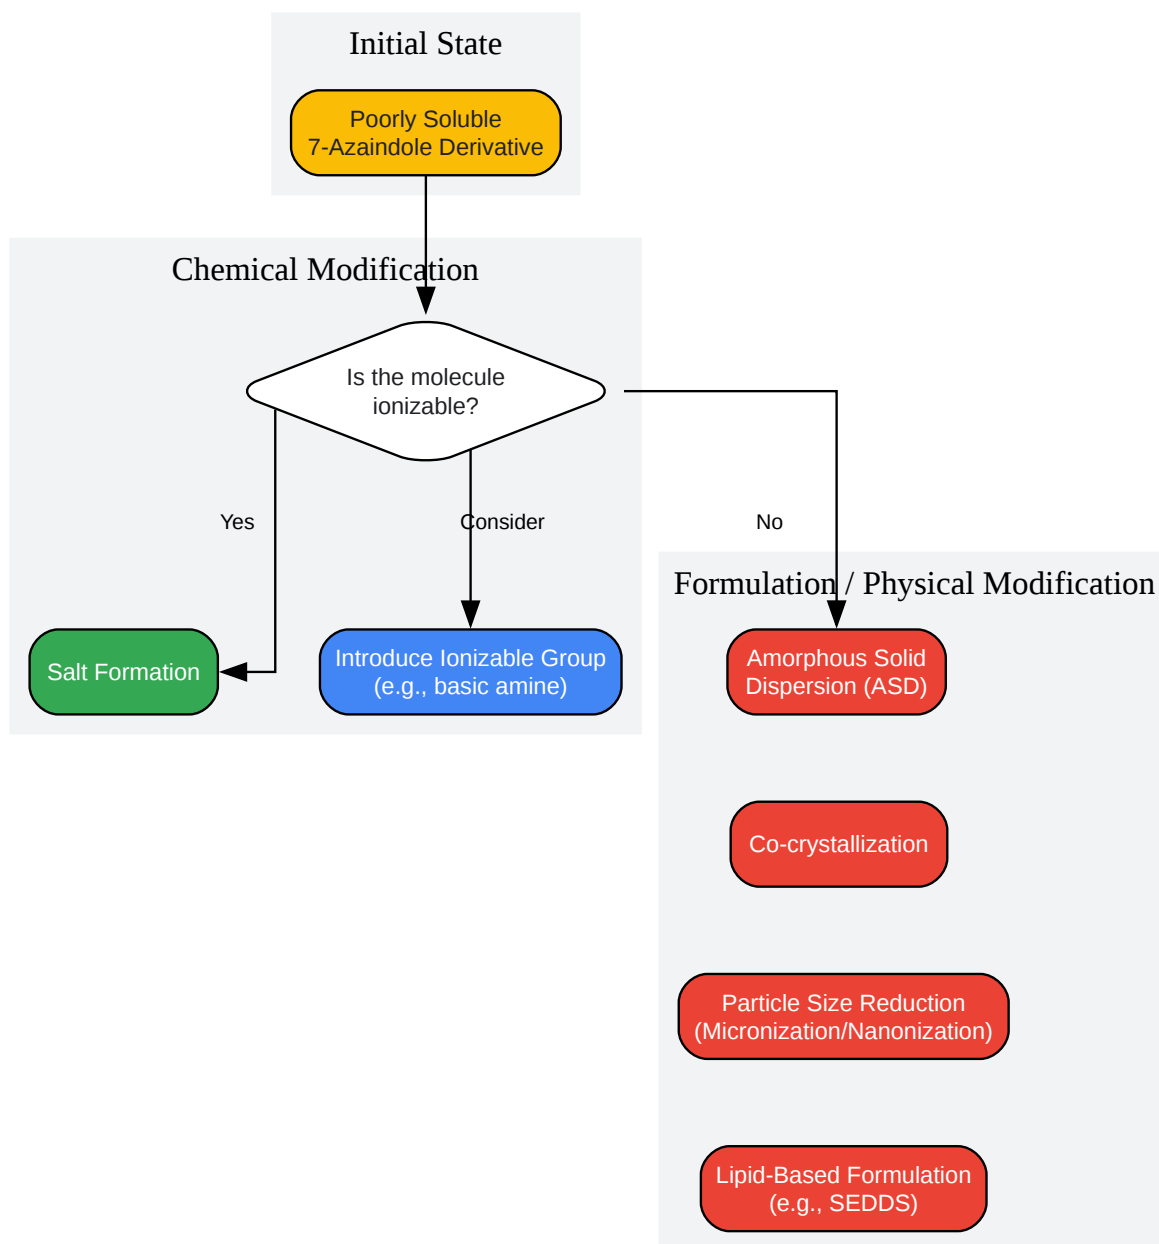 Initial State
Poorly Soluble
7-Azaindole Derivative
Chemical Modification
Is the molecule
ionizable?
Yes
Consider
No
Formulation / Physical Modification
Salt Formation
Introduce Ionizable Group
(e.g., basic amine)
Amorphous Solid
Dispersion (ASD)
Co-crystallization
Particle Size Reduction
(Micronization/Nanonization)
Lipid-Based Formulation
(e.g., SEDDS)